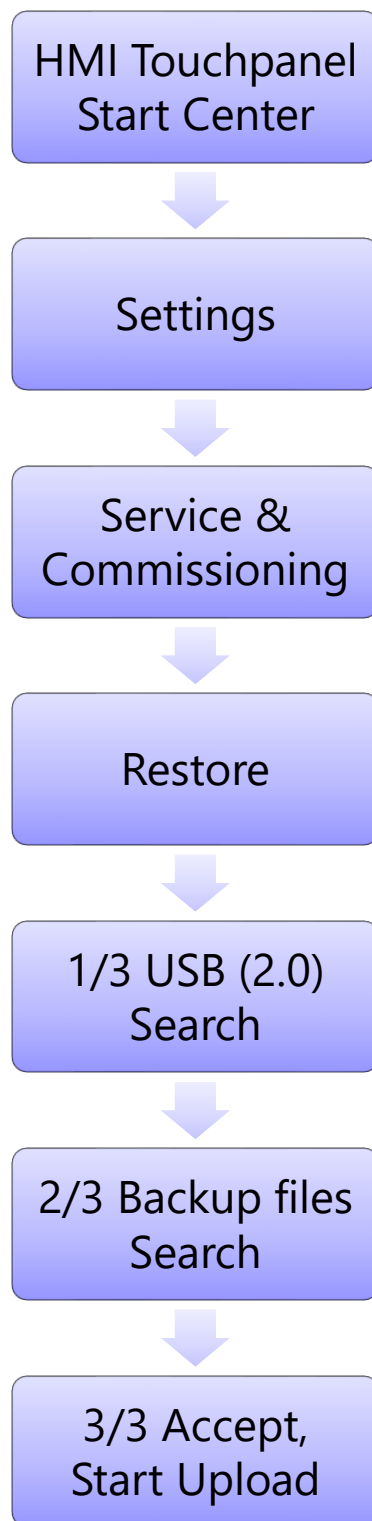 HMI Touchpanel
Start Center
Settings
Service &
Commissioning
Restore
1/3 USB (2.0)
Search
2/3 Backup files
Search
3/3 Accept,
Start Upload